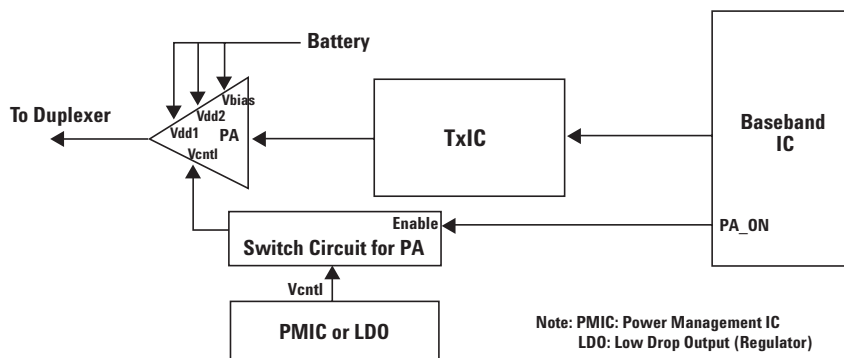 Battery
To Duplexer
Vbias
Vdd2
Vdd1
PA
Vcntl
TxIC
Baseband
IC
Enable
PA_ON
Switch Circuit for PA
Vcntl
PMIC or LDO
Note: PMIC: Power Management IC
LDO: Low Drop Output (Regulator)